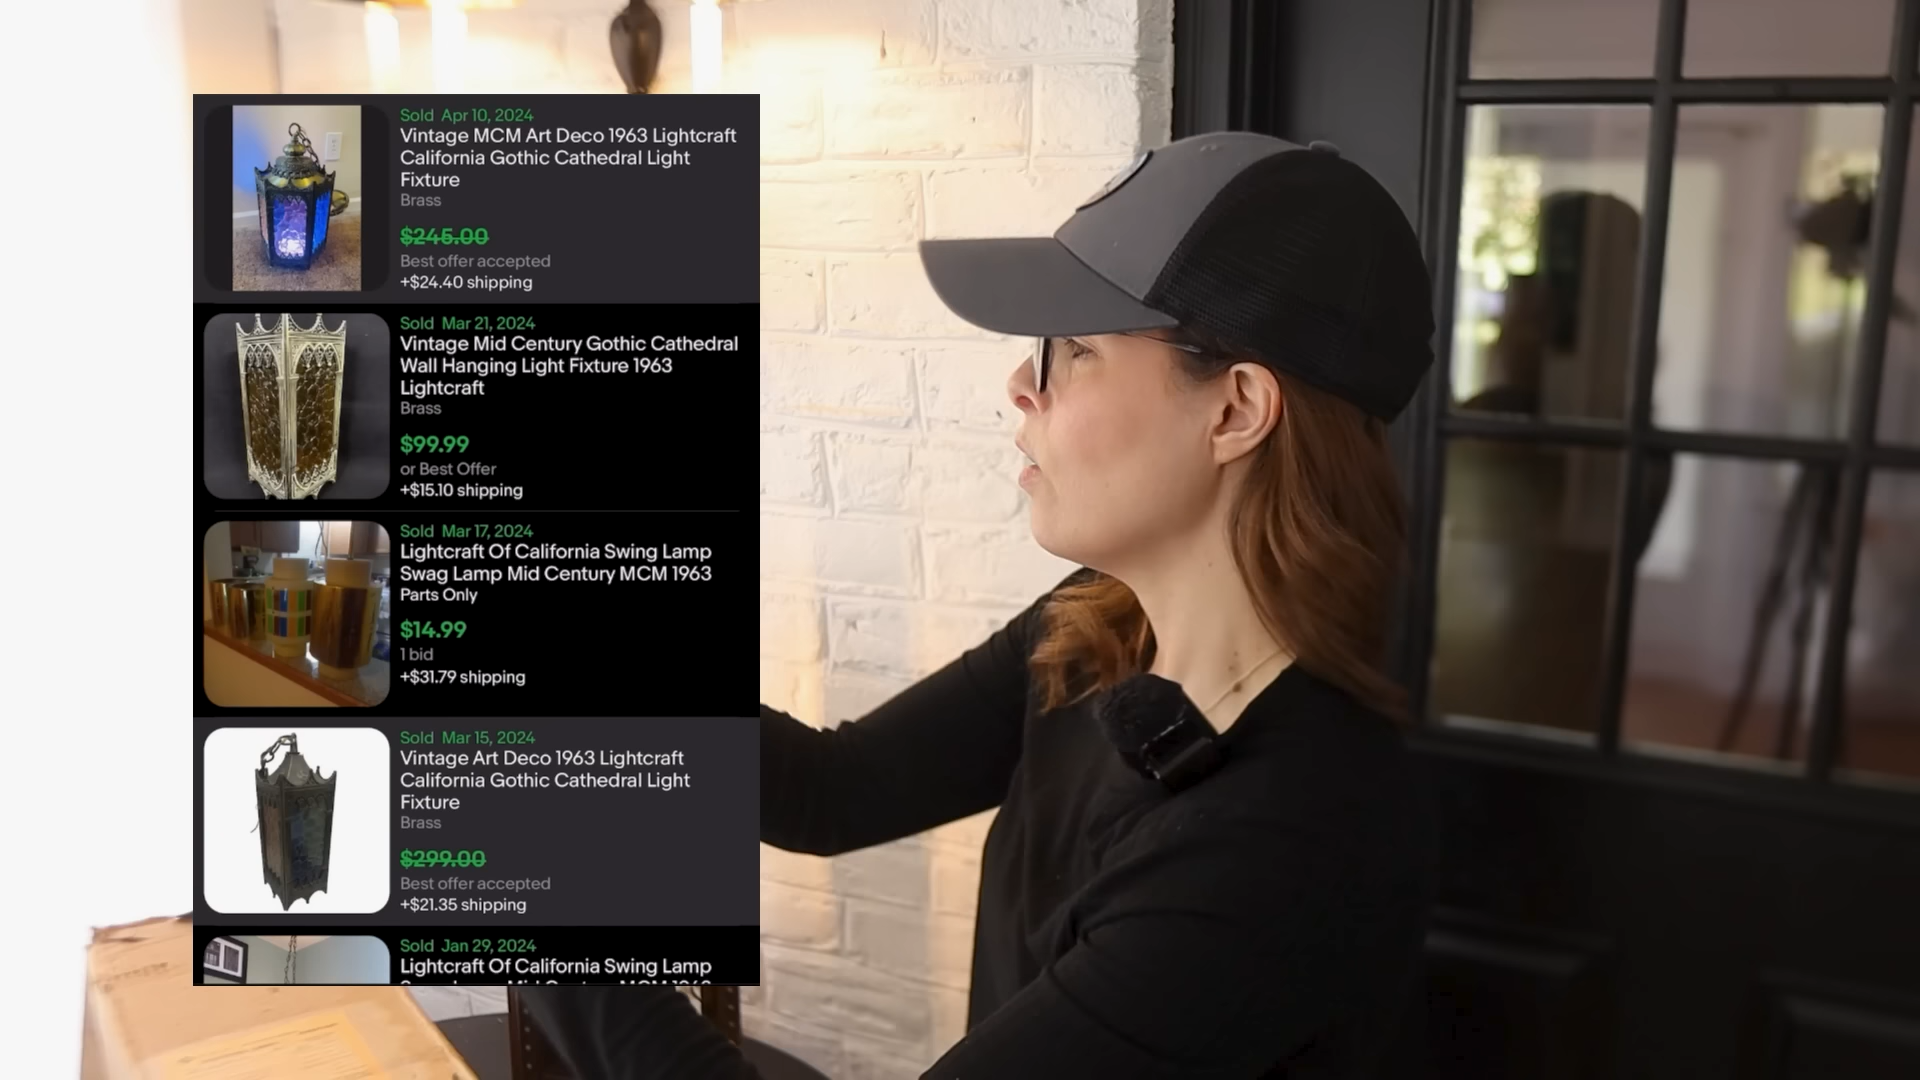 Sold Apr 10, 2024
Vintage MCM Art Deco 1963 Lightcraft
California Gothic Cathedral Light
Fixture
Brass
$245.00
Best offer accepted
+$24.40 shipping
Sold Mar 21, 2024
Vintage Mid Century Gothic Cathedral
Wall Hanging Light Fixture 1963
Lightcraft
Brass
$99.99
or Best Offer
+$15.10 shipping
Sold Mar 17, 2024
Lightcraft Of California Swing Lamp
Swag Lamp Mid Century MCM 1963
Parts Only
$14.99
1 bid
+$31.79 shipping
Sold Mar 15, 2024
Vintage Art Deco 1963 Lightcraft
California Gothic Cathedral Light
Fixture
Brass
$299.00
Best offer accepted
+$21.35 shipping
Sold Jan 29, 2024
Lightcraft Of California Swing Lamp